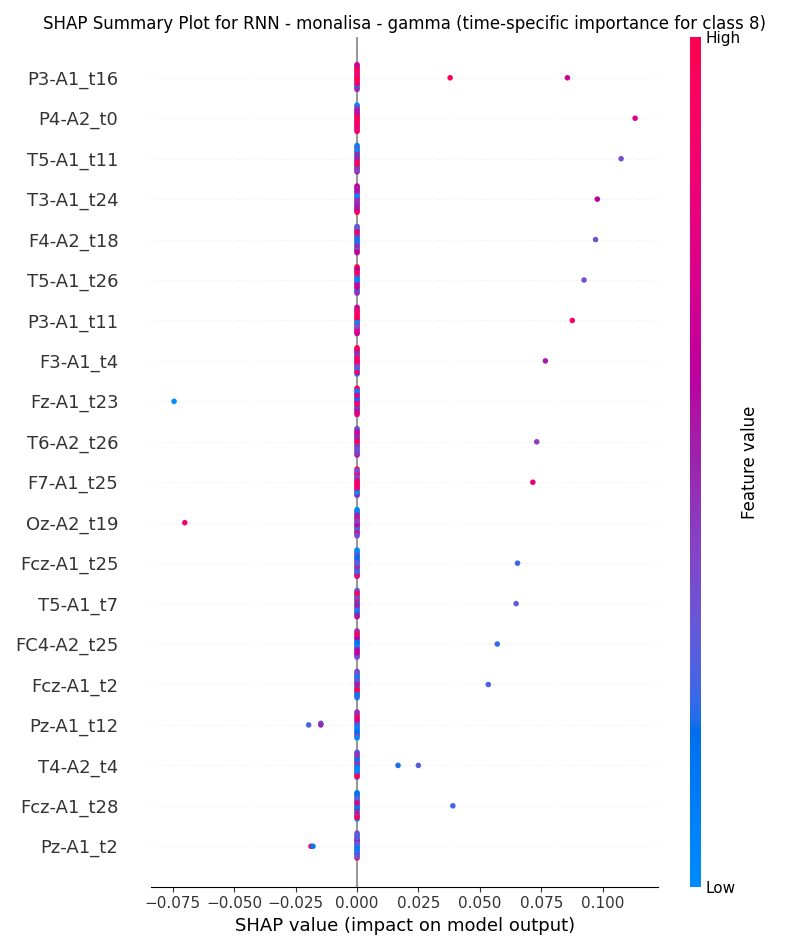 SHAP Summary Plot for RNN - monalisa - gamma (time-specific importance for class 8)
High
P3-A1_t16
P4-A2_t0
T5-A1_t11
T3-A1_t24
F4-A2_t18
T5-A1_t26
P3-A1_t11
F3-A1_t4
Fz-A1_t23
T6-A2_t26
F7-A1_t25
Oz-A2_t19
Fcz-A1_t25
T5-A1_t7
FC4-A2_t25
Fcz-A1_t2
Pz-A1_t12
T4-A2_t4
Fcz-A1_t28
Pz-A1_t2
Feature value
Low
−0.075 −0.050 −0.025 0.000 0.025 0.050 0.075 0.100
SHAP value (impact on model output)